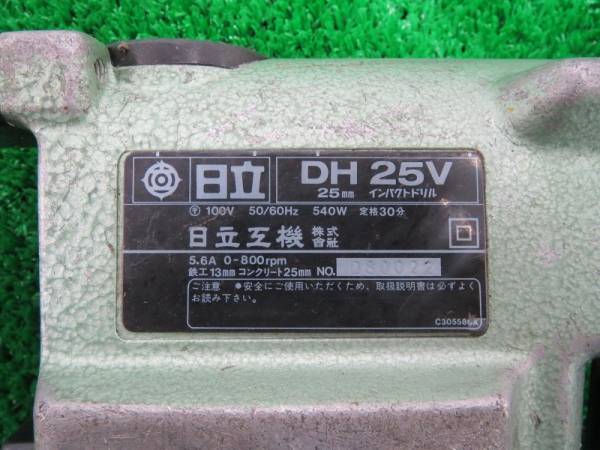 日立 DH 25V
25mm インパクトドリル
100V 50/60Hz 540W 定格30分
日立工機 株式会社
5.6A 0-800rpm
鉄工13mm コンクリート25mm NO.
ご注意 ●安全にご使用いただくため、取扱説明書は必ずよく
お読み下さい。
C305586A